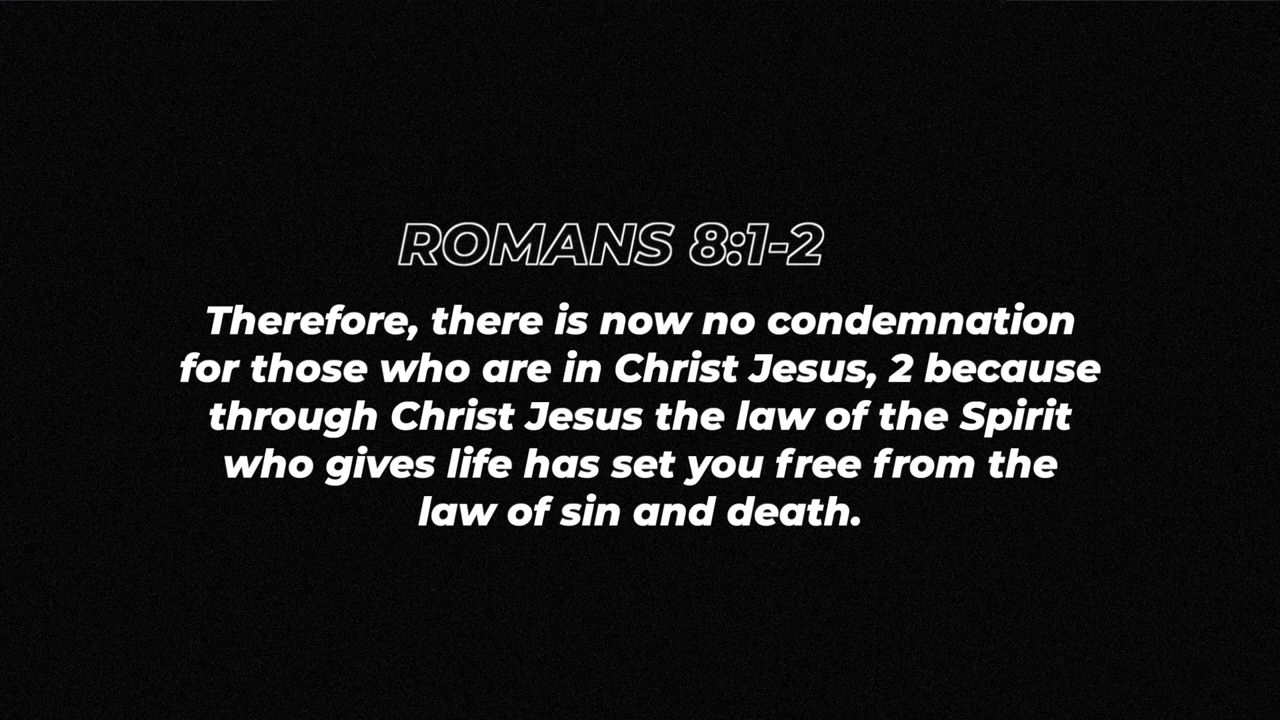 ROMANS 8:1-2
Therefore, there is now no condemnation
for those who are in Christ Jesus, 2 because
through Christ Jesus the law of the Spirit
who gives life has set you free from the
law of sin and death.